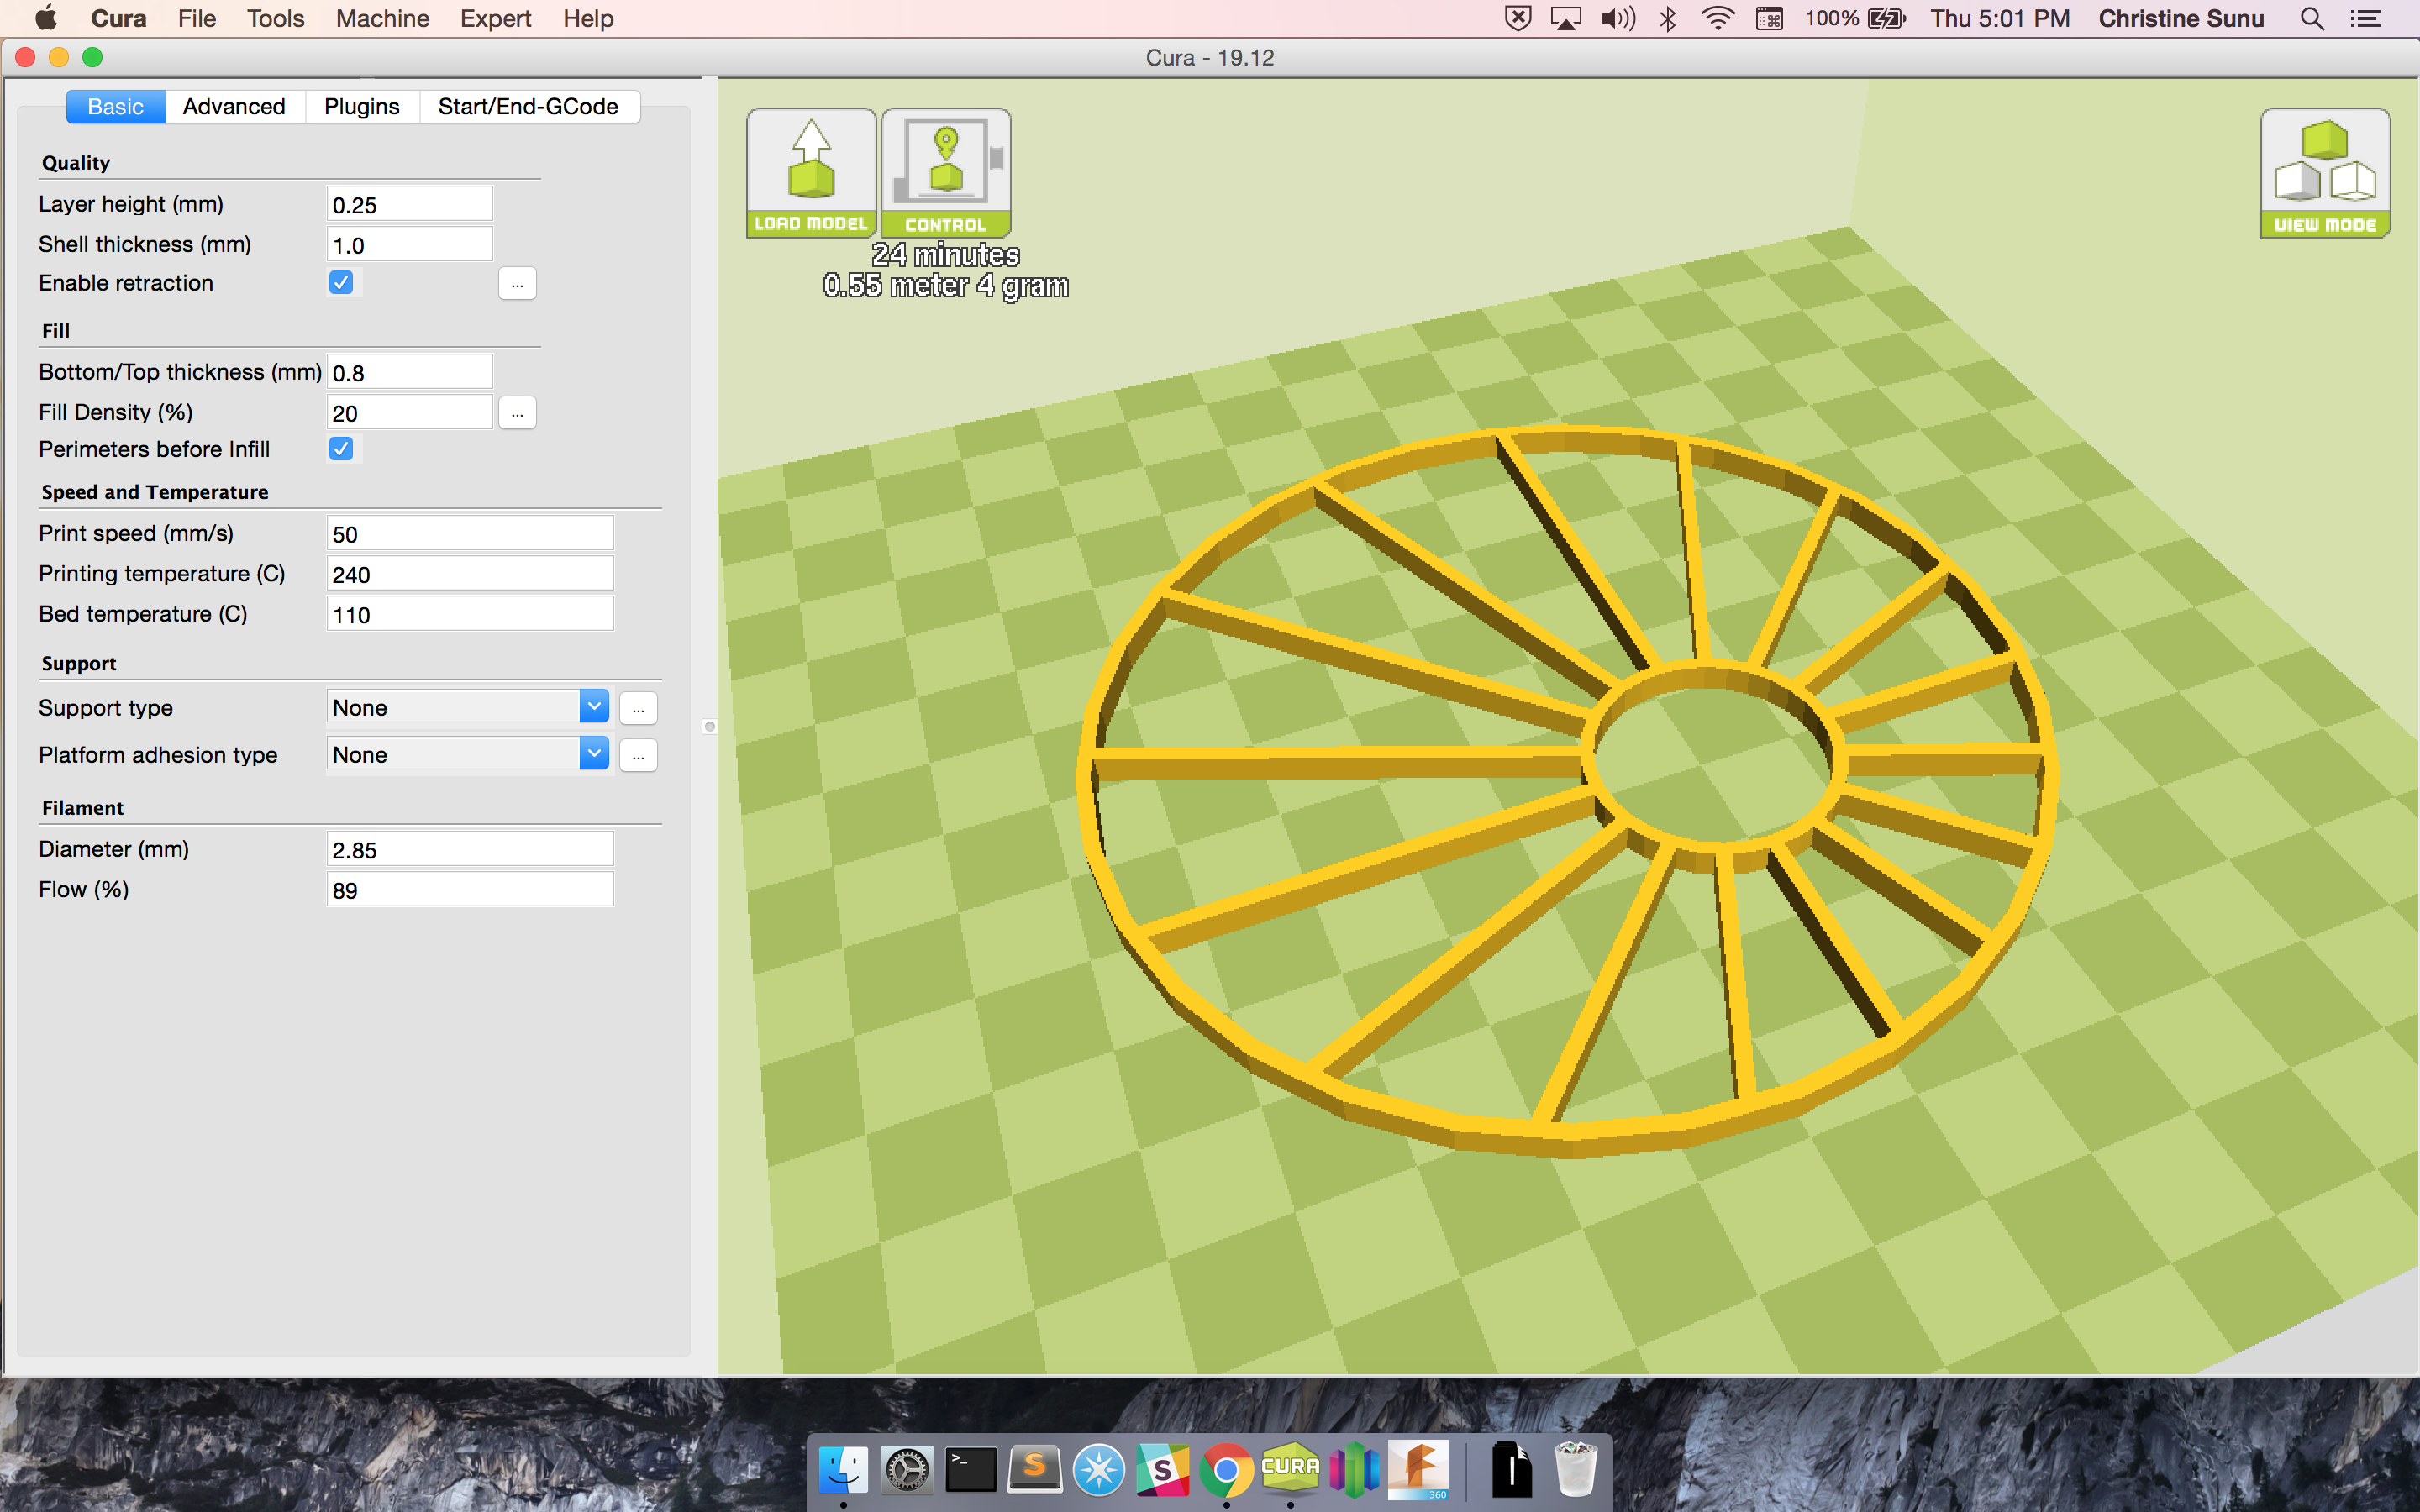 Cura File Tools Machine Expert Help 100% Thu 5:01 PM Christine Sunu
Cura - 19.12
Basic Advanced Plugins Start/End-GCode
Quality
Layer height (mm) 0.25
Shell thickness (mm) 1.0
Enable retraction ...
Fill
Bottom/Top thickness (mm) 0.8
Fill Density (%) 20 ...
Perimeters before Infill
Speed and Temperature
Print speed (mm/s) 50
Printing temperature (C) 240
Bed temperature (C) 110
Support
Support type None ...
Platform adhesion type None ...
Filament
Diameter (mm) 2.85
Flow (%) 89
LOAD MODEL
CONTROL
24 minutes
0.55 meter 4 gram
VIEW MODE
>_
S
S
CURA
F
360